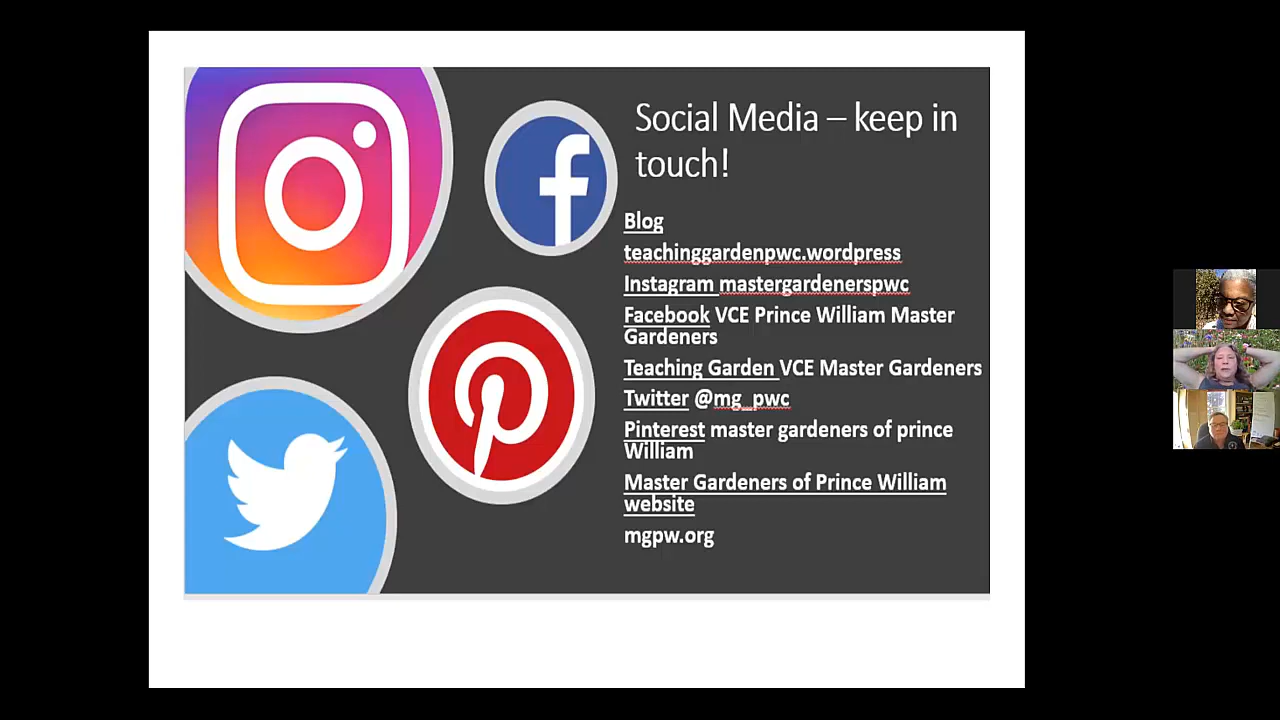 Social Media – keep in
touch!
Blog
teachinggardenpwc.wordpress
Instagram mastergardenerspwc
Facebook VCE Prince William Master
Gardeners
Teaching Garden VCE Master Gardeners
Twitter @mg_pwc
Pinterest master gardeners of prince
William
Master Gardeners of Prince William
website
mgpw.org